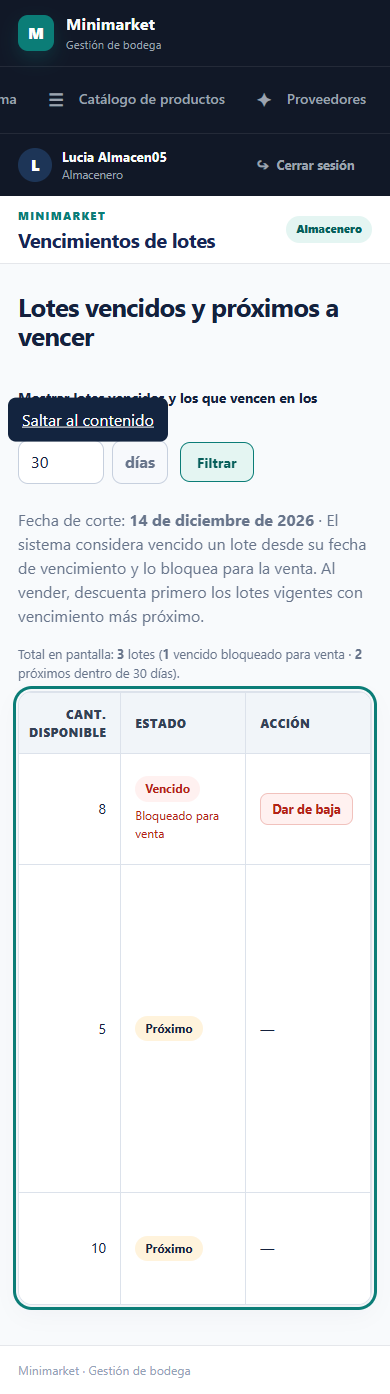 M
Minimarket
Gestión de bodega
ma
Catálogo de productos
Proveedores
L
Lucia Almacen05
Almacenero
Cerrar sesión
MINIMARKET
Vencimientos de lotes
Almacenero
Lotes vencidos y próximos a
vencer
Mostrar lotes vencidos y los que vencen en los
Saltar al contenido
30
días
Filtrar
Fecha de corte: 14 de diciembre de 2026 · El
sistema considera vencido un lote desde su fecha
de vencimiento y lo bloquea para la venta. Al
vender, descuenta primero los lotes vigentes con
vencimiento más próximo.
Total en pantalla: 3 lotes (1 vencido bloqueado para venta · 2
próximos dentro de 30 días).
CANT.
DISPONIBLE
ESTADO
ACCIÓN
8
Vencido
Bloqueado para
venta
Dar de baja
5
Próximo
—
10
Próximo
—
Minimarket · Gestión de bodega